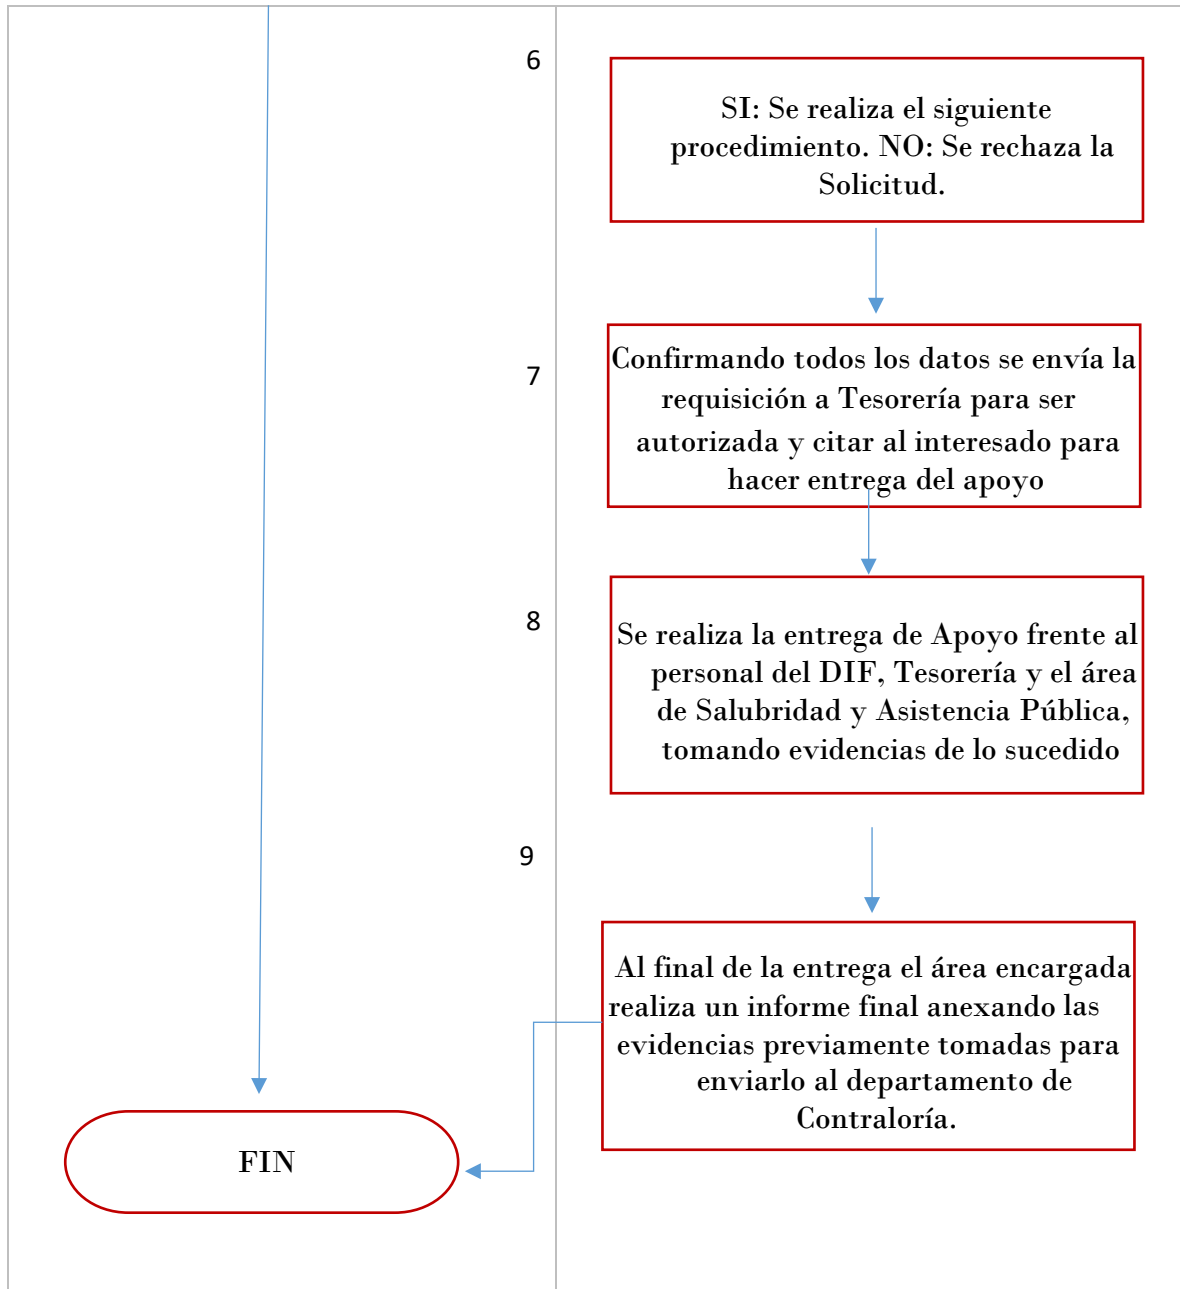 6
SI: Se realiza el siguiente
procedimiento. NO: Se rechaza la
Solicitud.
7
Confirmando todos los datos se envía la
requisición a Tesorería para ser
autorizada y citar al interesado para
hacer entrega del apoyo
8
Se realiza la entrega de Apoyo frente al
personal del DIF, Tesorería y el área
de Salubridad y Asistencia Pública,
tomando evidencias de lo sucedido
9
Al final de la entrega el área encargada
realiza un informe final anexando las
evidencias previamente tomadas para
enviarlo al departamento de
Contraloría.
FIN